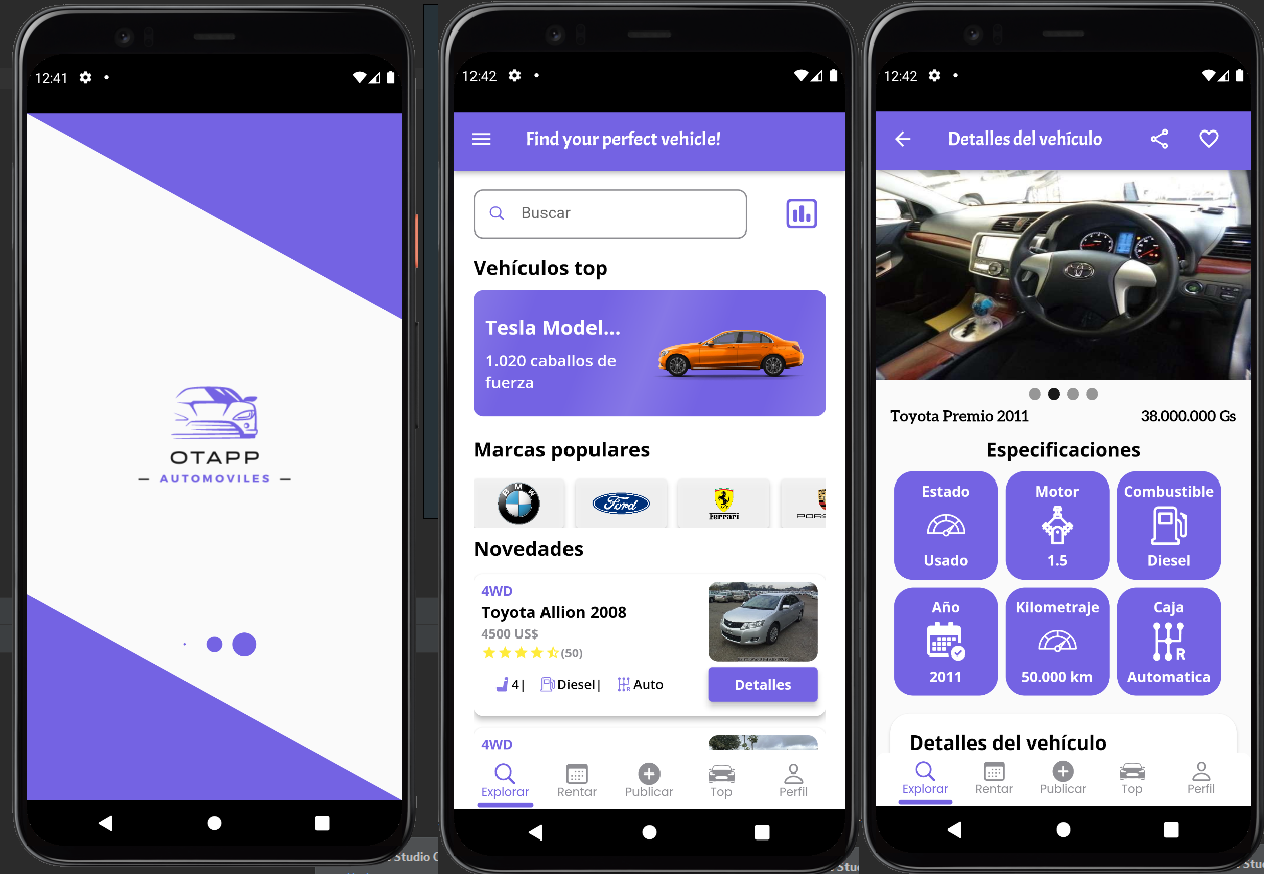 12:41
OTAPP
— AUTOMOVILES —
12:42
Find your perfect vehicle!
Buscar
Vehículos top
Tesla Model...
1.020 caballos de
fuerza
Marcas populares
BMW
Ford
Ferrari
Novedades
4WD
Toyota Allion 2008
4500 US$
(50)
4| Diesel| Auto
Detalles
4WD
Explorar Rentar Publicar Top Perfil
12:42
Detalles del vehículo
Toyota Premio 2011 38.000.000 Gs
Especificaciones
Estado Motor Combustible
Usado 1.5 Diesel
Año Kilometraje Caja
R
2011 50.000 km Automatica
Detalles del vehículo
Explorar Rentar Publicar Top Perfil
Studio